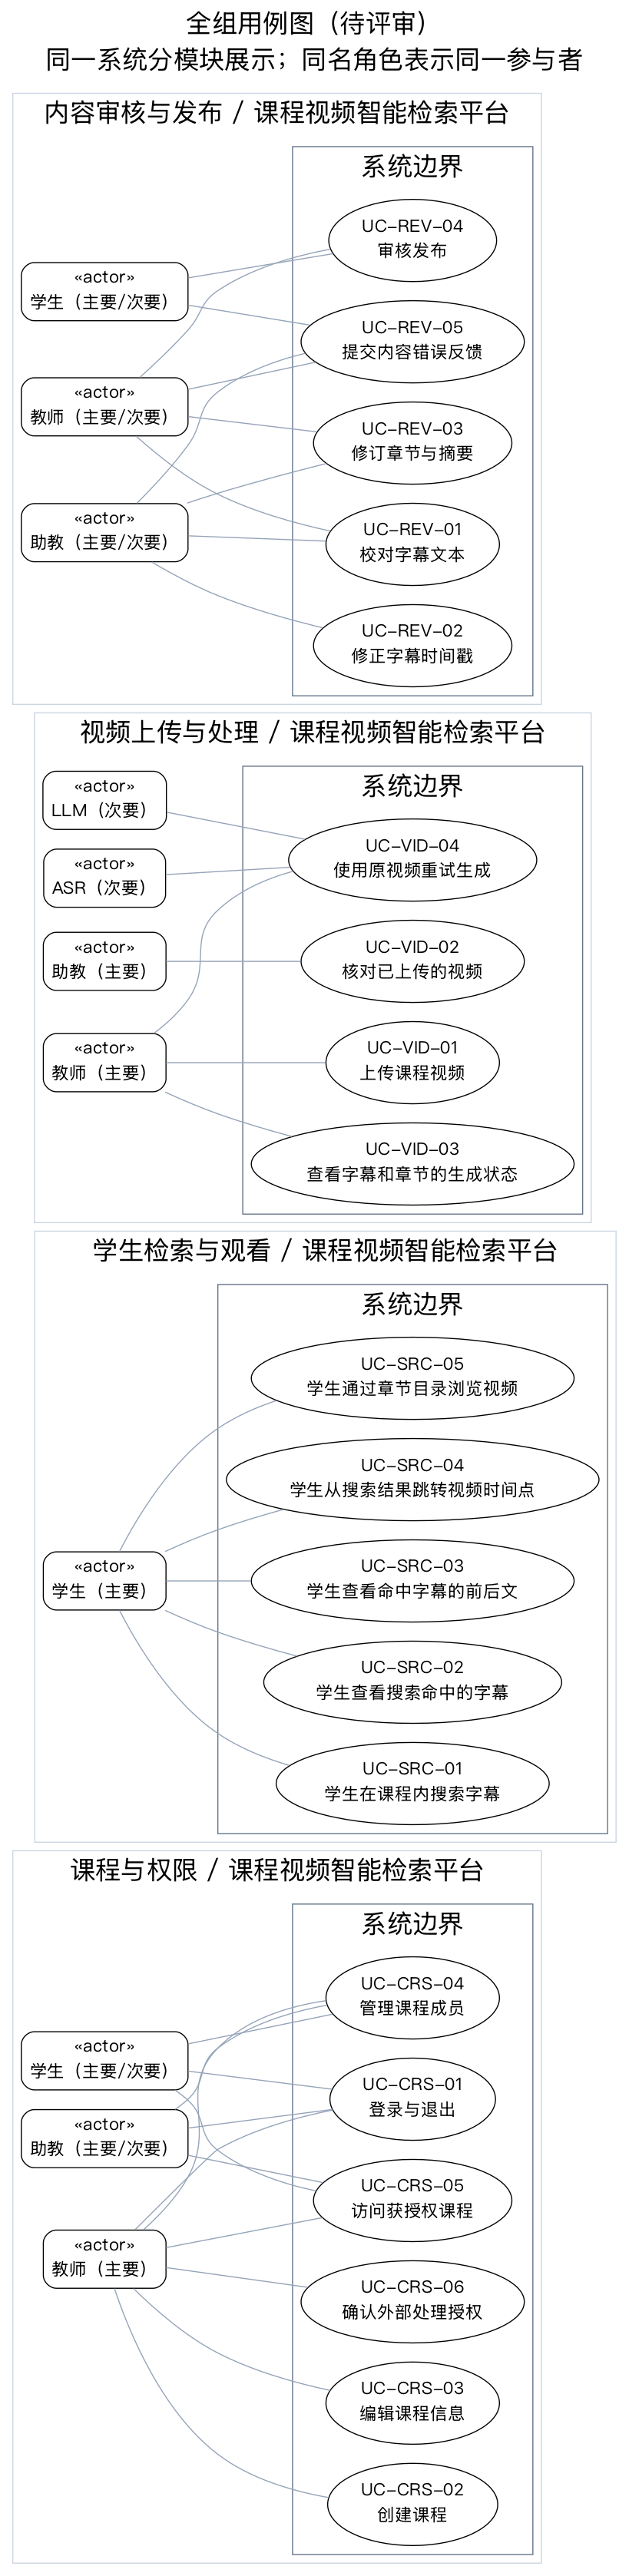 全组用例图（待评审）
同一系统分模块展示；同名角色表示同一参与者
内容审核与发布 / 课程视频智能检索平台
系统边界
«actor»
学生（主要/次要）
«actor»
教师（主要/次要）
«actor»
助教（主要/次要）
UC-REV-04
审核发布
UC-REV-05
提交内容错误反馈
UC-REV-03
修订章节与摘要
UC-REV-01
校对字幕文本
UC-REV-02
修正字幕时间戳
视频上传与处理 / 课程视频智能检索平台
系统边界
«actor»
LLM（次要）
«actor»
ASR（次要）
«actor»
助教（主要）
«actor»
教师（主要）
UC-VID-04
使用原视频重试生成
UC-VID-02
核对已上传的视频
UC-VID-01
上传课程视频
UC-VID-03
查看字幕和章节的生成状态
学生检索与观看 / 课程视频智能检索平台
系统边界
«actor»
学生（主要）
UC-SRC-05
学生通过章节目录浏览视频
UC-SRC-04
学生从搜索结果跳转视频时间点
UC-SRC-03
学生查看命中字幕的前后文
UC-SRC-02
学生查看搜索命中的字幕
UC-SRC-01
学生在课程内搜索字幕
课程与权限 / 课程视频智能检索平台
系统边界
«actor»
学生（主要/次要）
«actor»
助教（主要/次要）
«actor»
教师（主要）
UC-CRS-04
管理课程成员
UC-CRS-01
登录与退出
UC-CRS-05
访问获授权课程
UC-CRS-06
确认外部处理授权
UC-CRS-03
编辑课程信息
UC-CRS-02
创建课程